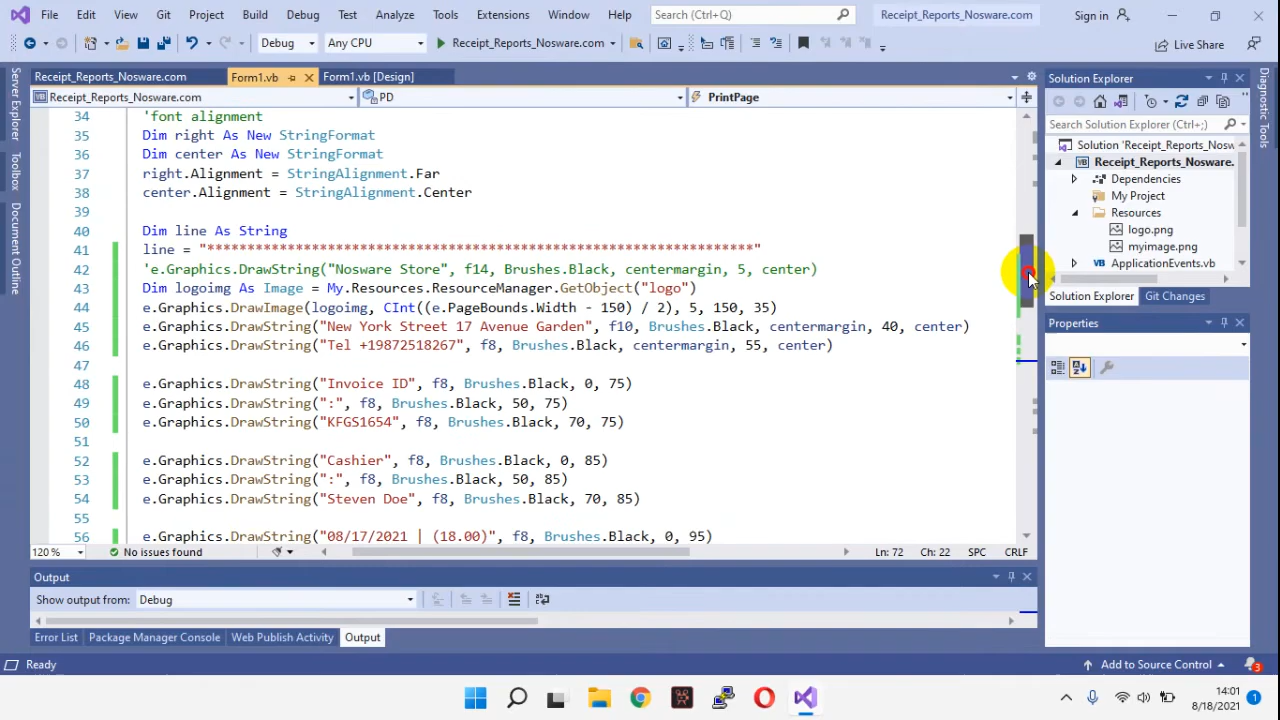 File Edit View Git Project Build Debug Test Analyze Tools Extensions Window Help Search (Ctrl+Q) Receipt_Reports_Nosware.com Sign in
Debug Any CPU Receipt_Reports_Nosware.com Live Share
Receipt_Reports_Nosware.com Form1.vb Form1.vb [Design]
Receipt_Reports_Nosware.com PD PrintPage
34 'font alignment
35 Dim right As New StringFormat
36 Dim center As New StringFormat
37 right.Alignment = StringAlignment.Far
38 center.Alignment = StringAlignment.Center
39
40 Dim line As String
41 line = "********************************************************************"
42 'e.Graphics.DrawString("Nosware Store", f14, Brushes.Black, centermargin, 5, center)
43 Dim logoimg As Image = My.Resources.ResourceManager.GetObject("logo")
44 e.Graphics.DrawImage(logoimg, CInt((e.PageBounds.Width - 150) / 2), 5, 150, 35)
45 e.Graphics.DrawString("New York Street 17 Avenue Garden", f10, Brushes.Black, centermargin, 40, center)
46 e.Graphics.DrawString("Tel +19872518267", f8, Brushes.Black, centermargin, 55, center)
47
48 e.Graphics.DrawString("Invoice ID", f8, Brushes.Black, 0, 75)
49 e.Graphics.DrawString(":", f8, Brushes.Black, 50, 75)
50 e.Graphics.DrawString("KFGS1654", f8, Brushes.Black, 70, 75)
51
52 e.Graphics.DrawString("Cashier", f8, Brushes.Black, 0, 85)
53 e.Graphics.DrawString(":", f8, Brushes.Black, 50, 85)
54 e.Graphics.DrawString("Steven Doe", f8, Brushes.Black, 70, 85)
55
56 e.Graphics.DrawString("08/17/2021 | (18.00)", f8, Brushes.Black, 0, 95)
120 % No issues found Ln: 72 Ch: 22 SPC CRLF
Output
Show output from: Debug
Error List Package Manager Console Web Publish Activity Output
Ready Add to Source Control 3
Server Explorer
Toolbox
Document Outline
Solution Explorer
Search Solution Explorer (Ctrl+;)
Solution 'Receipt_Reports_Nosw
Receipt_Reports_Nosware.
Dependencies
My Project
Resources
logo.png
myimage.png
ApplicationEvents.vb
Solution Explorer Git Changes
Properties
Diagnostic Tools
14:01
8/18/2021 1